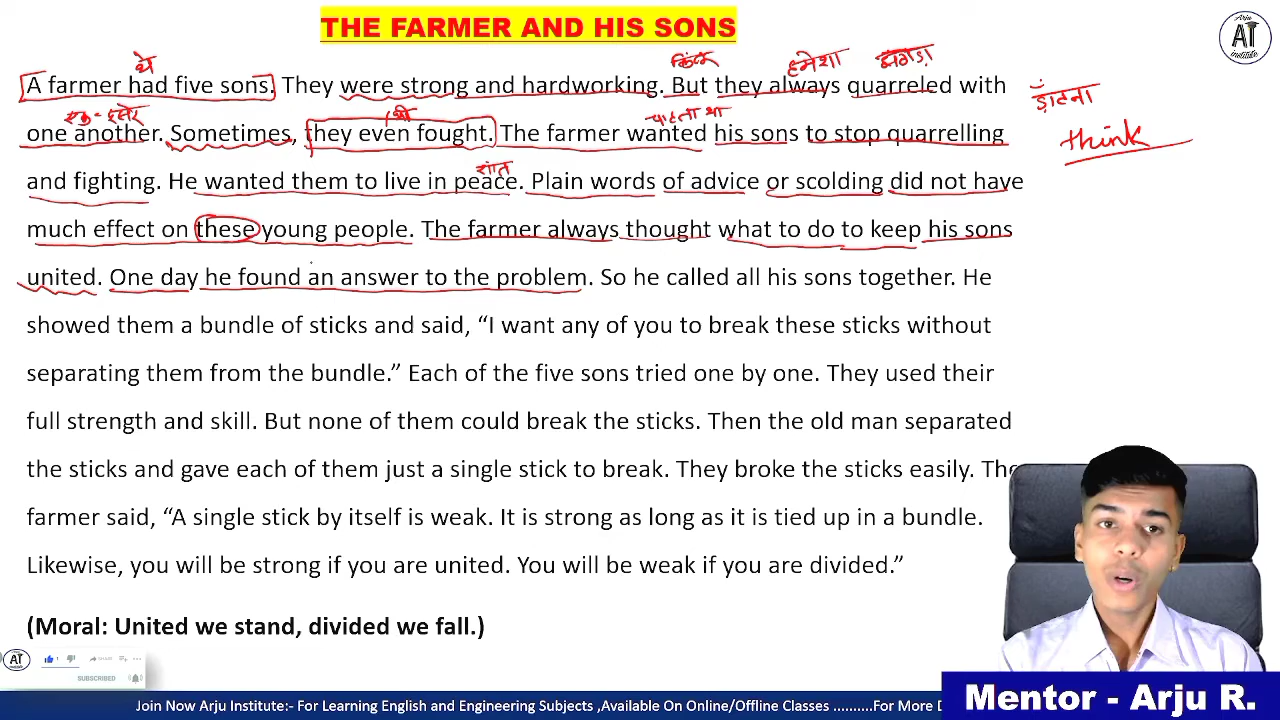 THE FARMER AND HIS SONS
Arju
AT
institute
थे
किंतु
हमेशा
झगड़ा
A farmer had five sons. They were strong and hardworking. But they always quarreled with
डाटना
एक-दूसरे
थी
चाहता था
one another. Sometimes, they even fought. The farmer wanted his sons to stop quarrelling
think
शांत
and fighting. He wanted them to live in peace. Plain words of advice or scolding did not have
much effect on these young people. The farmer always thought what to do to keep his sons
united. One day he found an answer to the problem. So he called all his sons together. He
showed them a bundle of sticks and said, “I want any of you to break these sticks without
separating them from the bundle.” Each of the five sons tried one by one. They used their
full strength and skill. But none of them could break the sticks. Then the old man separated
the sticks and gave each of them just a single stick to break. They broke the sticks easily. The
farmer said, “A single stick by itself is weak. It is strong as long as it is tied up in a bundle.
Likewise, you will be strong if you are united. You will be weak if you are divided.”
(Moral: United we stand, divided we fall.)
AT
1
SHARE
SUBSCRIBED
Mentor - Arju R.
Join Now Arju Institute:- For Learning English and Engineering Subjects ,Available On Online/Offline Classes ..........For More